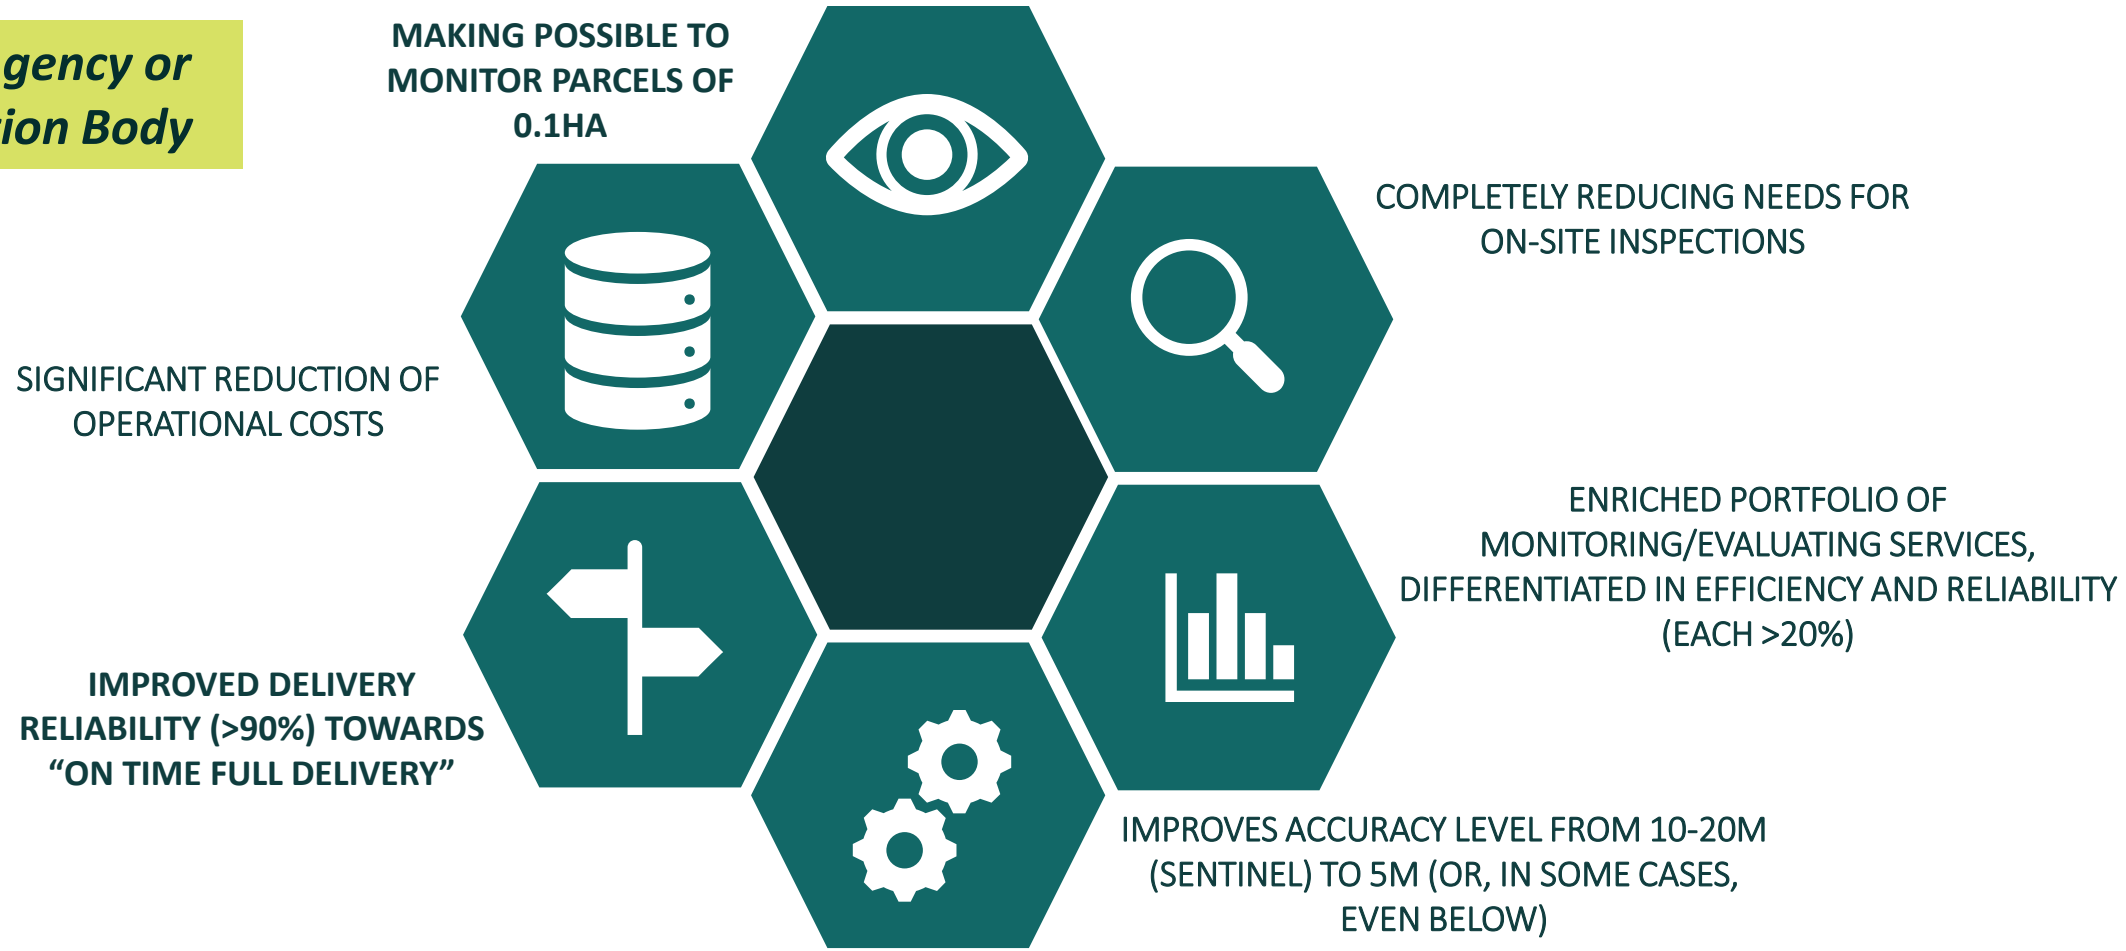 gency or
tion Body
MAKING POSSIBLE TO
MONITOR PARCELS OF
0.1HA
COMPLETELY REDUCING NEEDS FOR
ON-SITE INSPECTIONS
SIGNIFICANT REDUCTION OF
OPERATIONAL COSTS
ENRICHED PORTFOLIO OF
MONITORING/EVALUATING SERVICES,
DIFFERENTIATED IN EFFICIENCY AND RELIABILITY
(EACH >20%)
IMPROVED DELIVERY
RELIABILITY (>90%) TOWARDS
“ON TIME FULL DELIVERY”
IMPROVES ACCURACY LEVEL FROM 10-20M
(SENTINEL) TO 5M (OR, IN SOME CASES,
EVEN BELOW)